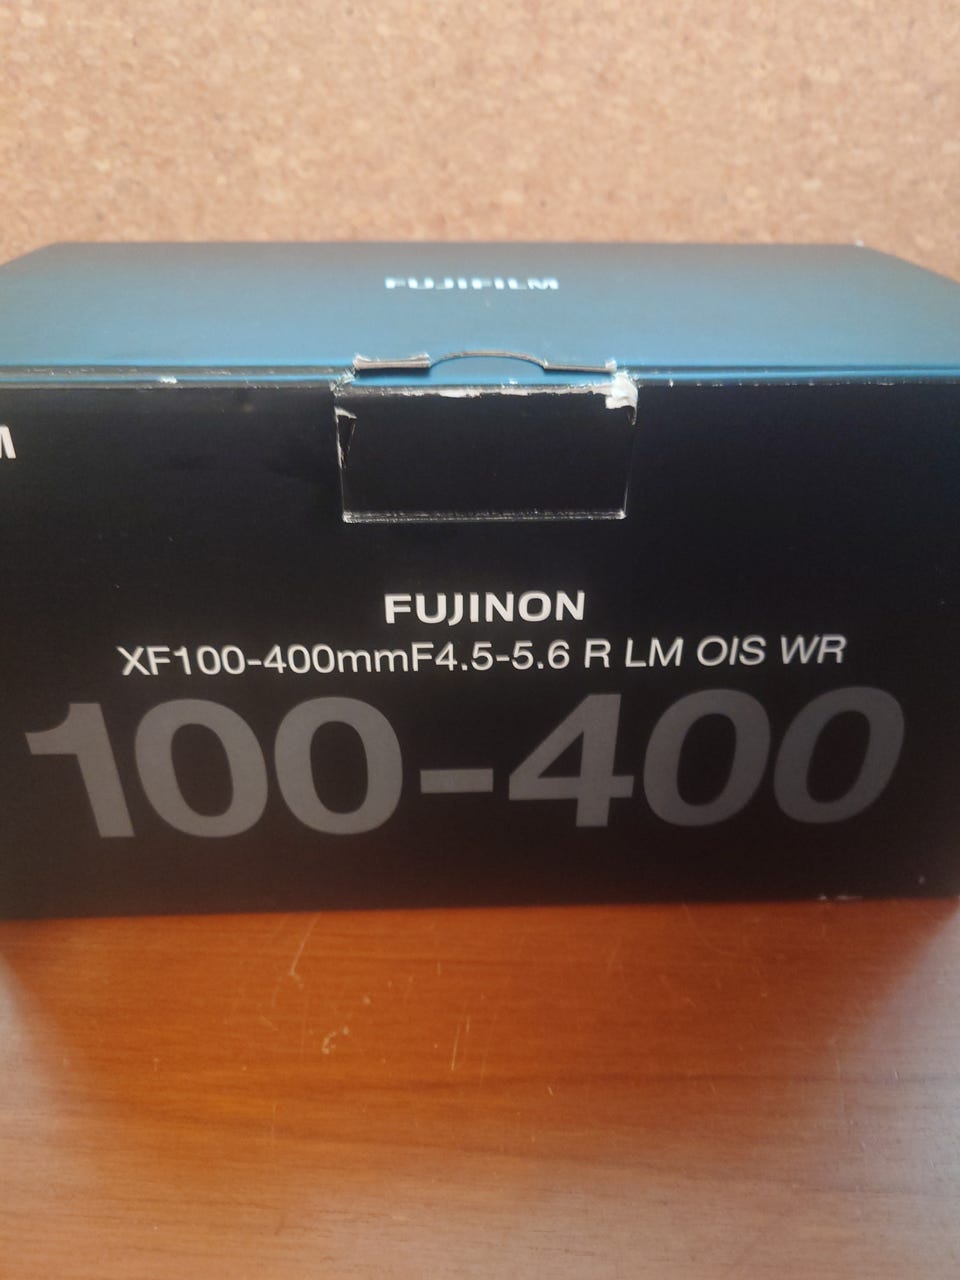 FUJIFILM
FUJINON
XF100-400mmF4.5-5.6 R LM OIS WR
100-400